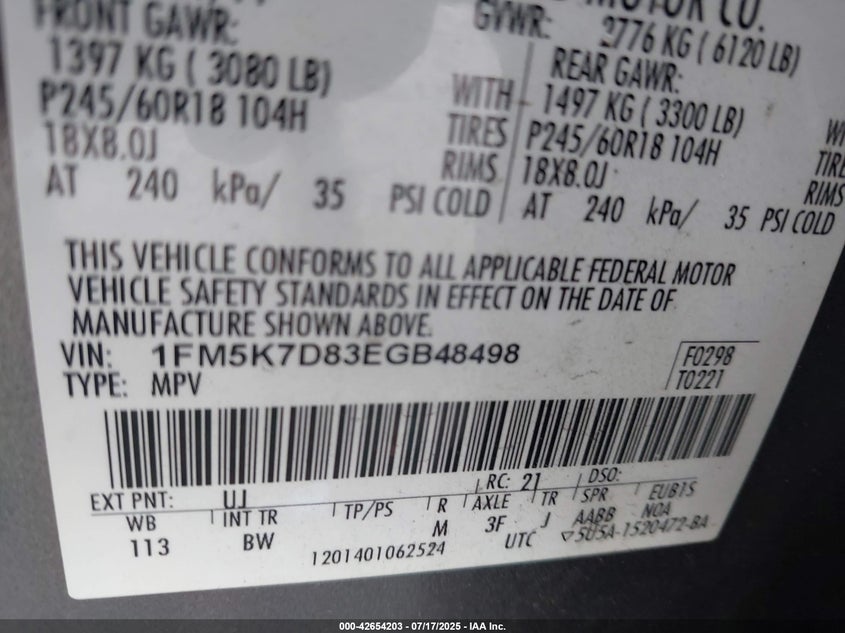 MOTOR CO.
FRONT GAWR: GVWR: 2776 KG ( 6120 LB)
1397 KG ( 3080 LB) REAR GAWR:
P245/60R18 104H WITH 1497 KG ( 3300 LB)
18X8.0J TIRES P245/60R18 104H
RIMS 18X8.0J TIRE
AT 240 kPa/ 35 PSI COLD AT 240 kPa/ 35 PSI COLD RIMS
THIS VEHICLE CONFORMS TO ALL APPLICABLE FEDERAL MOTOR
VEHICLE SAFETY STANDARDS IN EFFECT ON THE DATE OF
MANUFACTURE SHOWN ABOVE.
VIN: 1FM5K7D83EGB48498 F0298
TYPE: MPV T0221
EXT PNT: UJ RC: 21 DSO:
WB INT TR TP/PS R AXLE TR SPR EUB1S
113 BW M 3F J AABB NOA
1201401062524 UTC ▽5U5A-1520472-BA
000-42654203 - 07/17/2025 - IAA Inc.